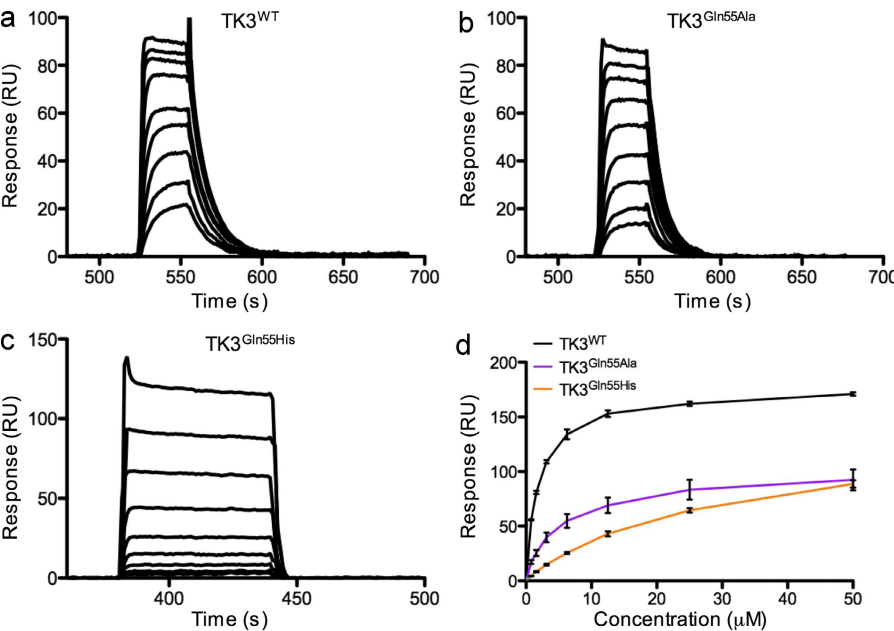 a
TK3WT
100
80
60
40
20
0
Response (RU)
500
550
600
650
700
Time (s)
b
TK3Gln55Ala
100
80
60
40
20
0
Response (RU)
500
550
600
650
700
Time (s)
c
TK3Gln55His
150
100
50
0
Response (RU)
400
450
500
Time (s)
d
TK3WT
TK3Gln55Ala
TK3Gln55His
200
150
100
50
0
Response (RU)
0
10
20
30
40
50
Concentration (μM)